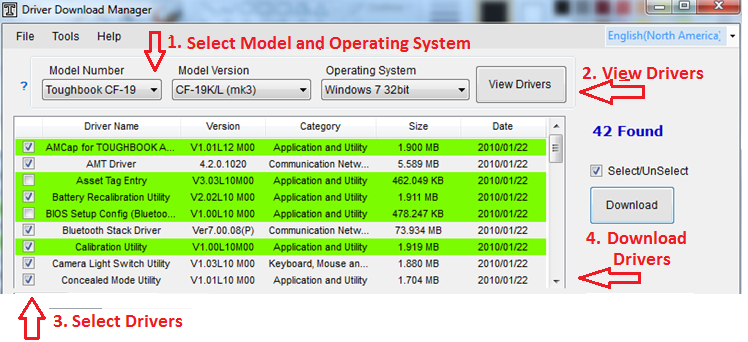 Driver Download Manager
File Tools Help
English(North America)
1. Select Model and Operating System
Model Number Model Version Operating System
? Toughbook CF-19 CF-19K/L (mk3) Windows 7 32bit View Drivers
2. View Drivers
Driver Name Version Category Size Date
AMCap for TOUGHBOOK A... V1.01L12 M00 Application and Utility 1.900 MB 2010/01/22
AMT Driver 4.2.0.1020 Communication Netw... 5.589 MB 2010/01/22
Asset Tag Entry V3.03L10M00 Application and Utility 462.049 KB 2010/01/22
Battery Recalibration Utility V2.02L10 M00 Application and Utility 1.911 MB 2010/01/22
BIOS Setup Config (Bluetoo... V1.00L10 M00 Application and Utility 478.247 KB 2010/01/22
Bluetooth Stack Driver Ver7.00.08(P) Communication Netw... 73.934 MB 2010/01/22
Calibration Utility V1.00L10M00 Application and Utility 1.919 MB 2010/01/22
Camera Light Switch Utility V1.03L10 M00 Keyboard, Mouse an... 1.880 MB 2010/01/22
Concealed Mode Utility V1.01L10 M00 Application and Utility 1.704 MB 2010/01/22
42 Found
Select/UnSelect
Download
4. Download
Drivers
3. Select Drivers